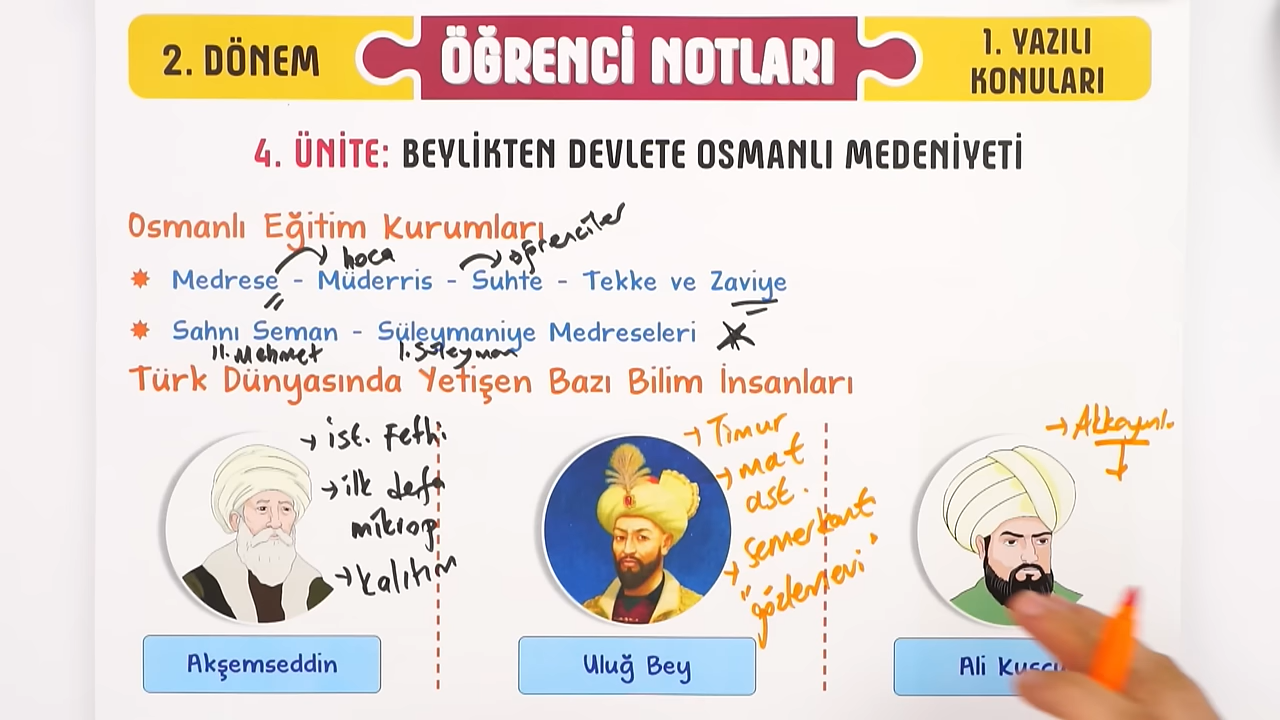 2. DÖNEM
ÖĞRENCİ NOTLARI
1. YAZILI
KONULARI
4. ÜNİTE: BEYLİKTEN DEVLETE OSMANLI MEDENİYETİ
Osmanlı Eğitim Kurumları
hoca
öğrenciler
Medrese - Müderris - Suhte - Tekke ve Zaviye
Sahnı Seman - Süleymaniye Medreseleri
II. Mehmet
I. Süleyman
Türk Dünyasında Yetişen Bazı Bilim İnsanları
ist. Fethi
ilk defa
mikrop
kalıtım
Akşemseddin
Timur
mat
ast.
Semerkant
"gözlemevi"
Uluğ Bey
Ali